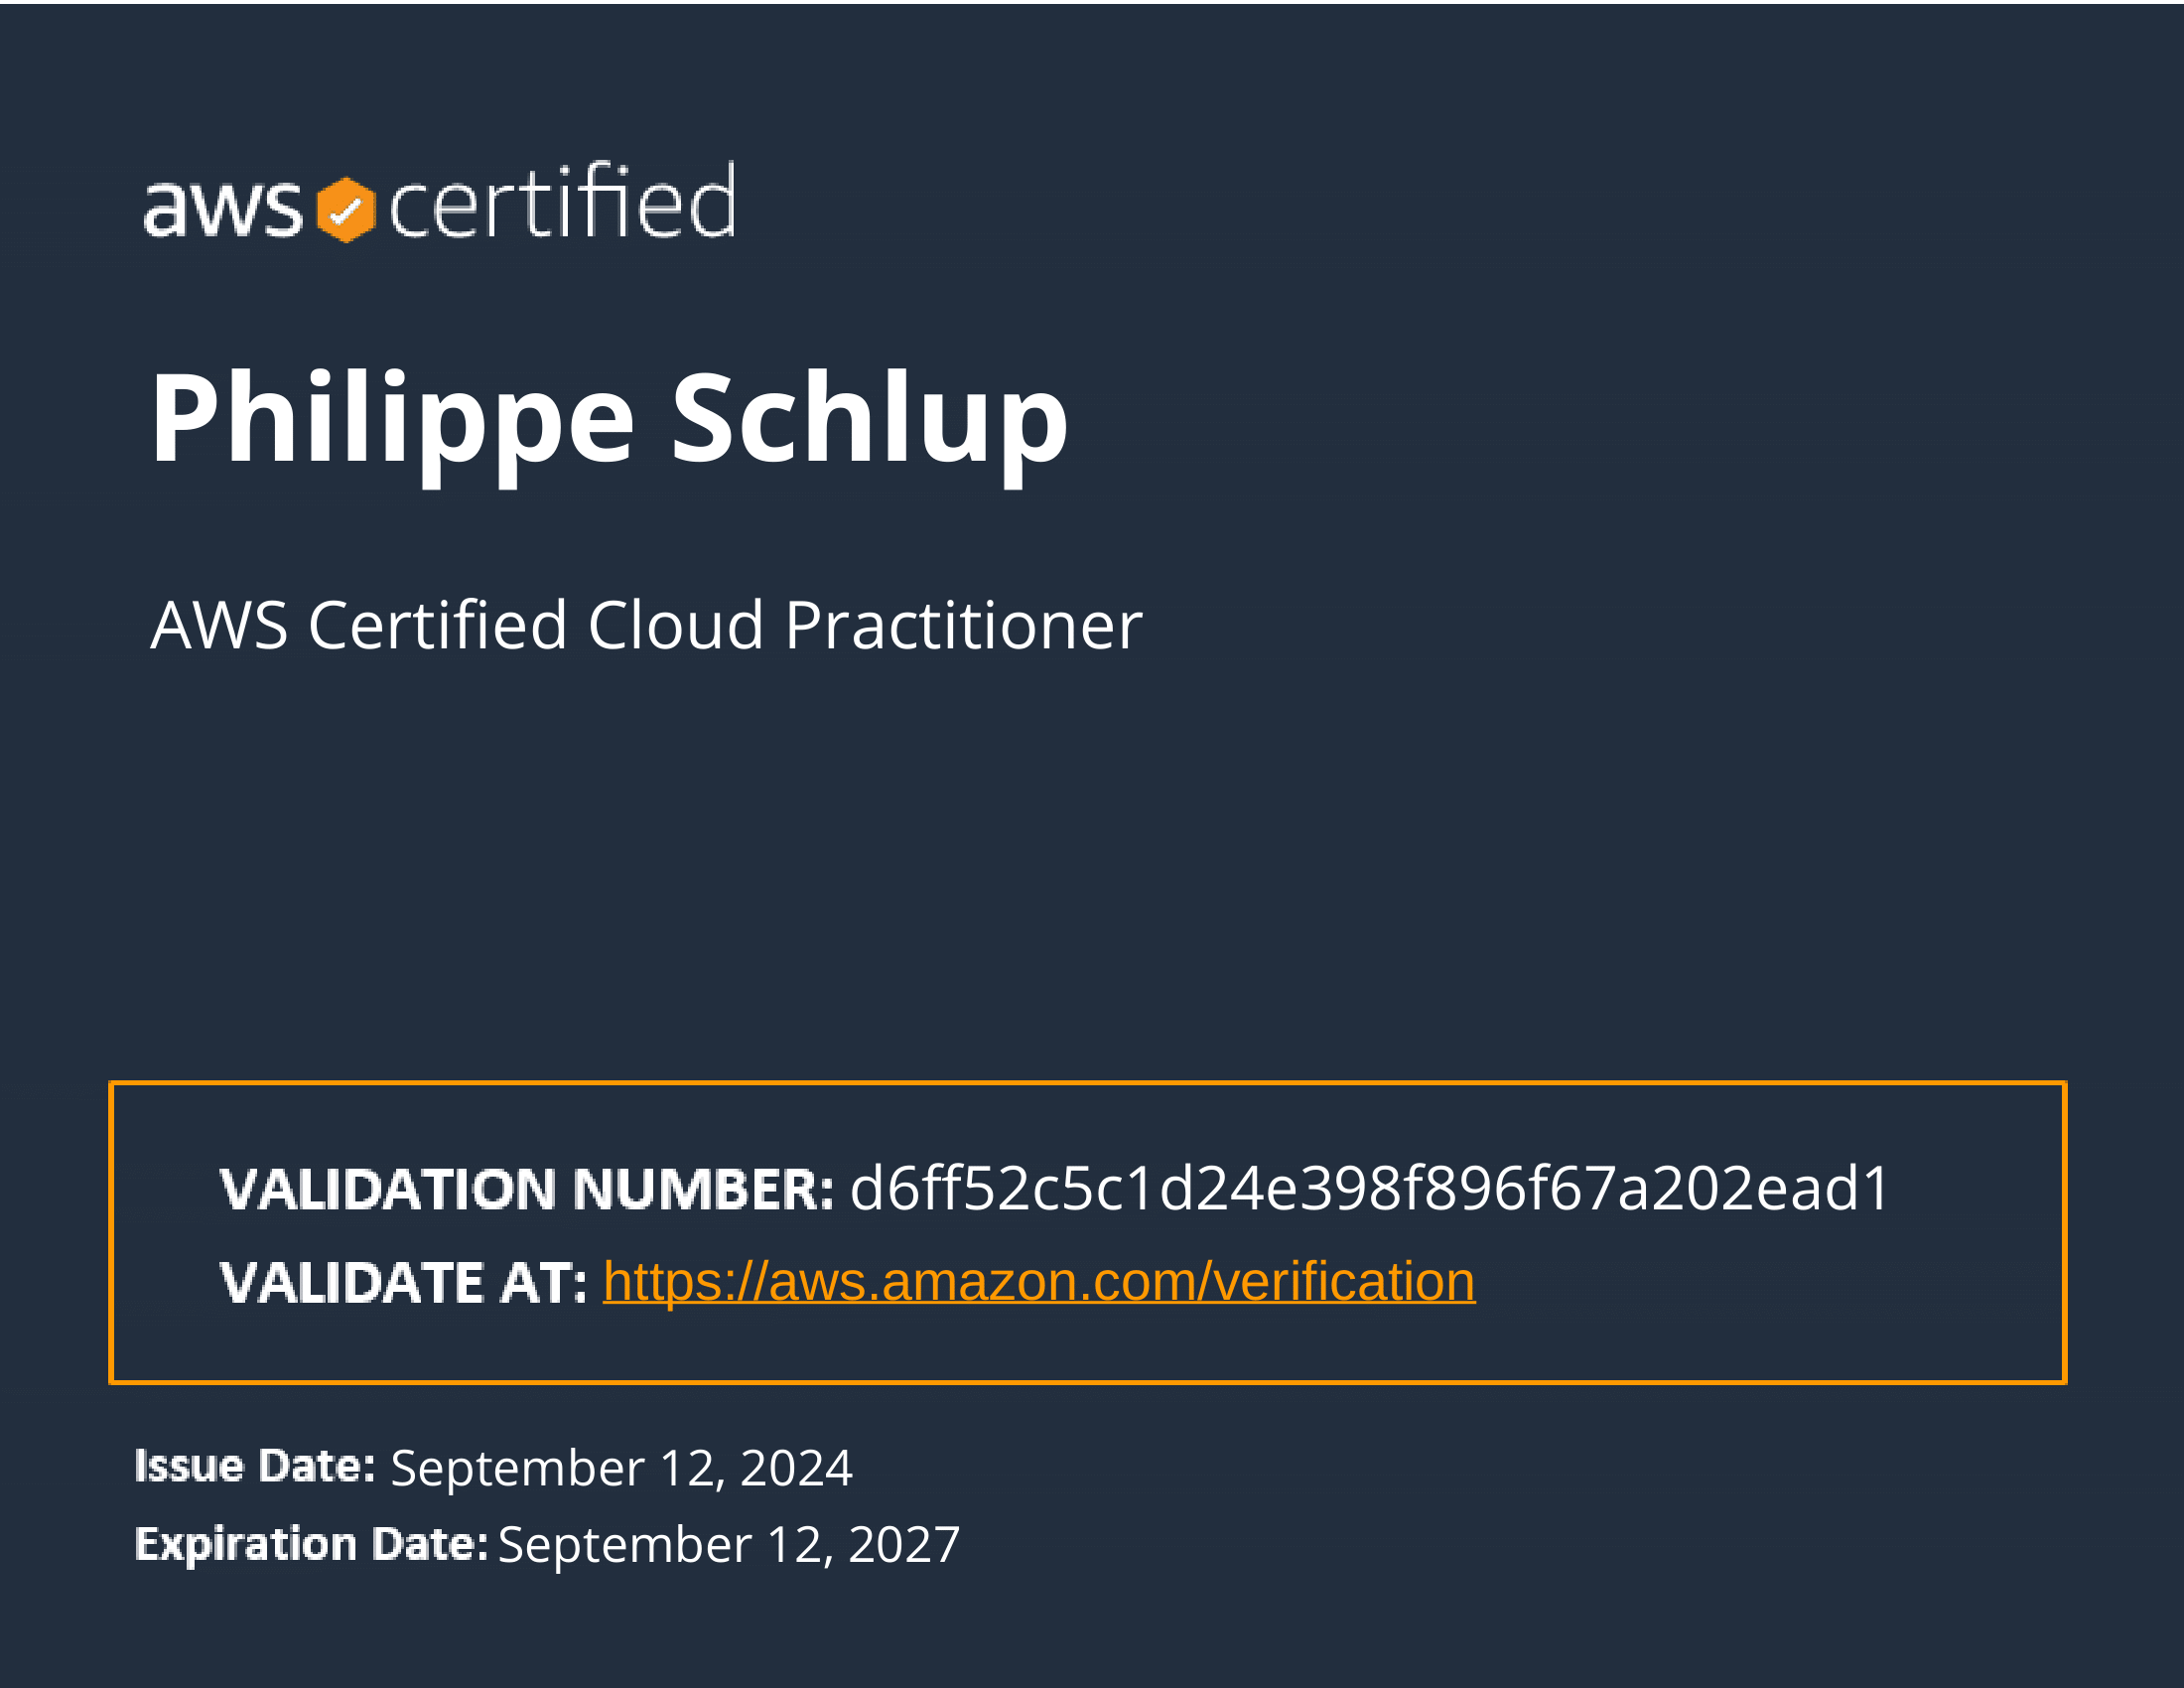 aws certified
Philippe Schlup
AWS Certified Cloud Practitioner
VALIDATION NUMBER: d6ff52c5c1d24e398f896f67a202ead1
VALIDATE AT: https://aws.amazon.com/verification
Issue Date: September 12, 2024
Expiration Date: September 12, 2027